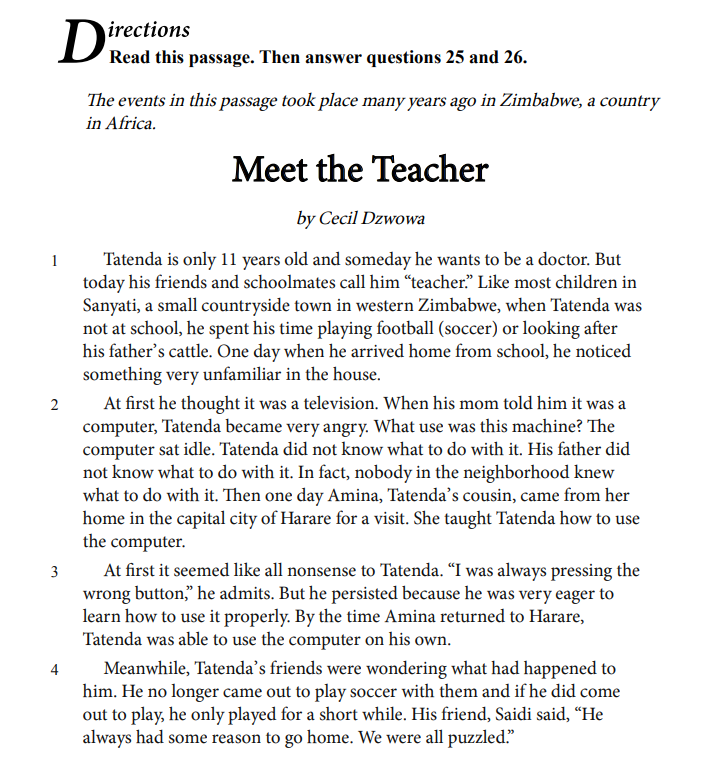 Directions
Read this passage. Then answer questions 25 and 26.
The events in this passage took place many years ago in Zimbabwe, a country
in Africa.
Meet the Teacher
by Cecil Dzwowa
1 Tatenda is only 11 years old and someday he wants to be a doctor. But
today his friends and schoolmates call him “teacher.” Like most children in
Sanyati, a small countryside town in western Zimbabwe, when Tatenda was
not at school, he spent his time playing football (soccer) or looking after
his father’s cattle. One day when he arrived home from school, he noticed
something very unfamiliar in the house.
2 At first he thought it was a television. When his mom told him it was a
computer, Tatenda became very angry. What use was this machine? The
computer sat idle. Tatenda did not know what to do with it. His father did
not know what to do with it. In fact, nobody in the neighborhood knew
what to do with it. Then one day Amina, Tatenda’s cousin, came from her
home in the capital city of Harare for a visit. She taught Tatenda how to use
the computer.
3 At first it seemed like all nonsense to Tatenda. “I was always pressing the
wrong button,” he admits. But he persisted because he was very eager to
learn how to use it properly. By the time Amina returned to Harare,
Tatenda was able to use the computer on his own.
4 Meanwhile, Tatenda’s friends were wondering what had happened to
him. He no longer came out to play soccer with them and if he did come
out to play, he only played for a short while. His friend, Saidi said, “He
always had some reason to go home. We were all puzzled.”